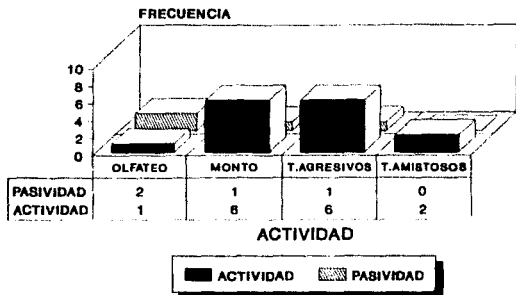 FRECUENCIA
10
8
6
4
2
0
OLFATEO MONTO T.AGRESIVOS T.AMISTOSOS
PASIVIDAD 2 1 1 0
ACTIVIDAD 1 6 6 2
ACTIVIDAD
ACTIVIDAD PASIVIDAD